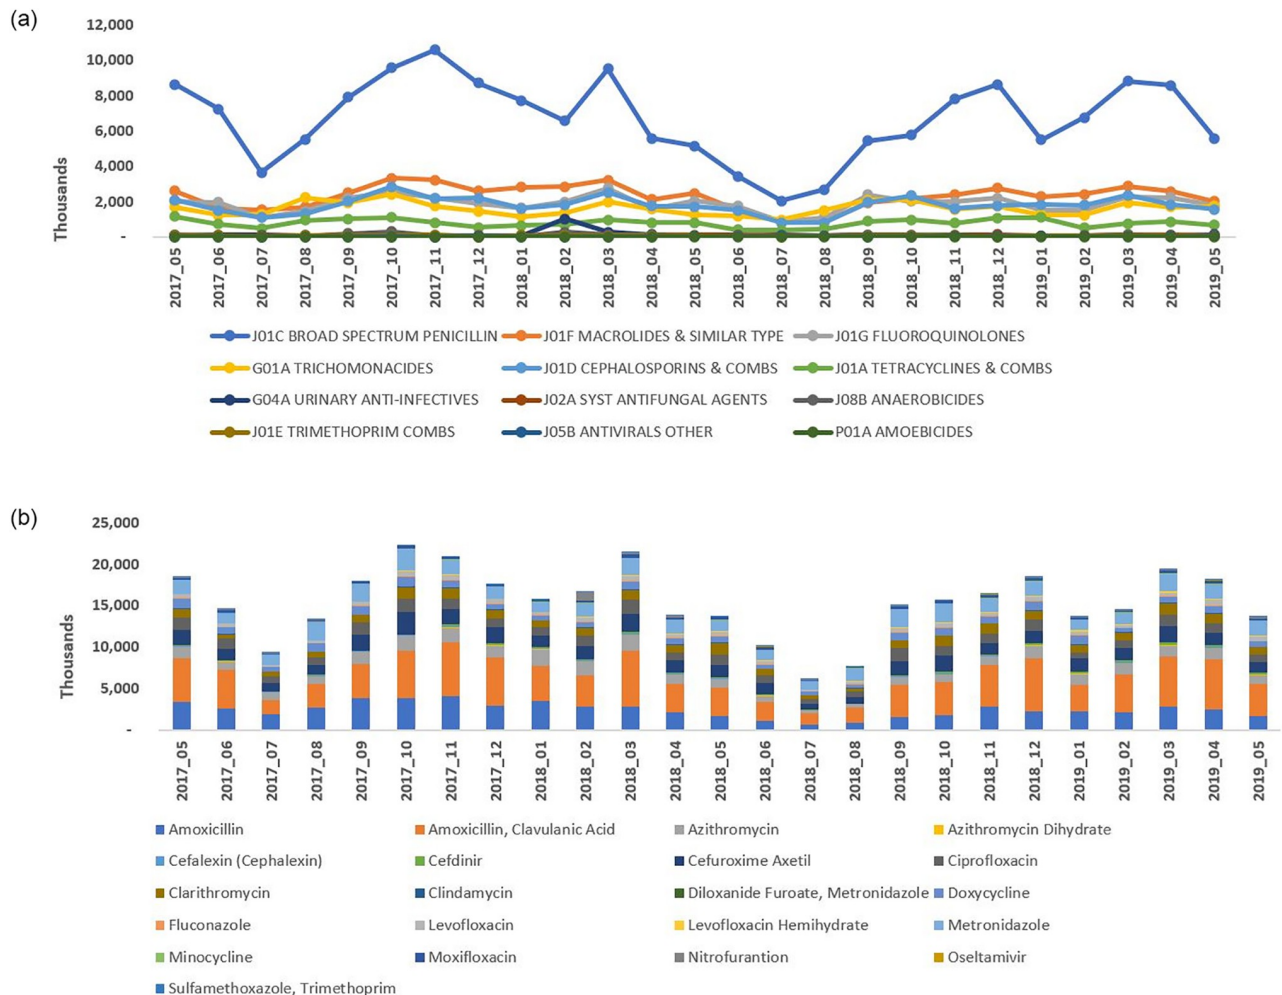 (a)
12,000
10,000
8,000
6,000
4,000
2,000
-
Thousands
2017_05 2017_06 2017_07 2017_08 2017_09 2017_10 2017_11 2017_12 2018_01 2018_02 2018_03 2018_04 2018_05 2018_06 2018_07 2018_08 2018_09 2018_10 2018_11 2018_12 2019_01 2019_02 2019_03 2019_04 2019_05
J01C BROAD SPECTRUM PENICILLIN J01F MACROLIDES & SIMILAR TYPE J01G FLUOROQUINOLONES
G01A TRICHOMONACIDES J01D CEPHALOSPORINS & COMBS J01A TETRACYCLINES & COMBS
G04A URINARY ANTI-INFECTIVES J02A SYST ANTIFUNGAL AGENTS J08B ANAEROBICIDES
J01E TRIMETHOPRIM COMBS J05B ANTIVIRALS OTHER P01A AMOEBICIDES
(b)
25,000
20,000
15,000
10,000
5,000
-
Thousands
2017_05 2017_06 2017_07 2017_08 2017_09 2017_10 2017_11 2017_12 2018_01 2018_02 2018_03 2018_04 2018_05 2018_06 2018_07 2018_08 2018_09 2018_10 2018_11 2018_12 2019_01 2019_02 2019_03 2019_04 2019_05
Amoxicillin Amoxicillin, Clavulanic Acid Azithromycin Azithromycin Dihydrate
Cefalexin (Cephalexin) Cefdinir Cefuroxime Axetil Ciprofloxacin
Clarithromycin Clindamycin Diloxanide Furoate, Metronidazole Doxycycline
Fluconazole Levofloxacin Levofloxacin Hemihydrate Metronidazole
Minocycline Moxifloxacin Nitrofurantion Oseltamivir
Sulfamethoxazole, Trimethoprim